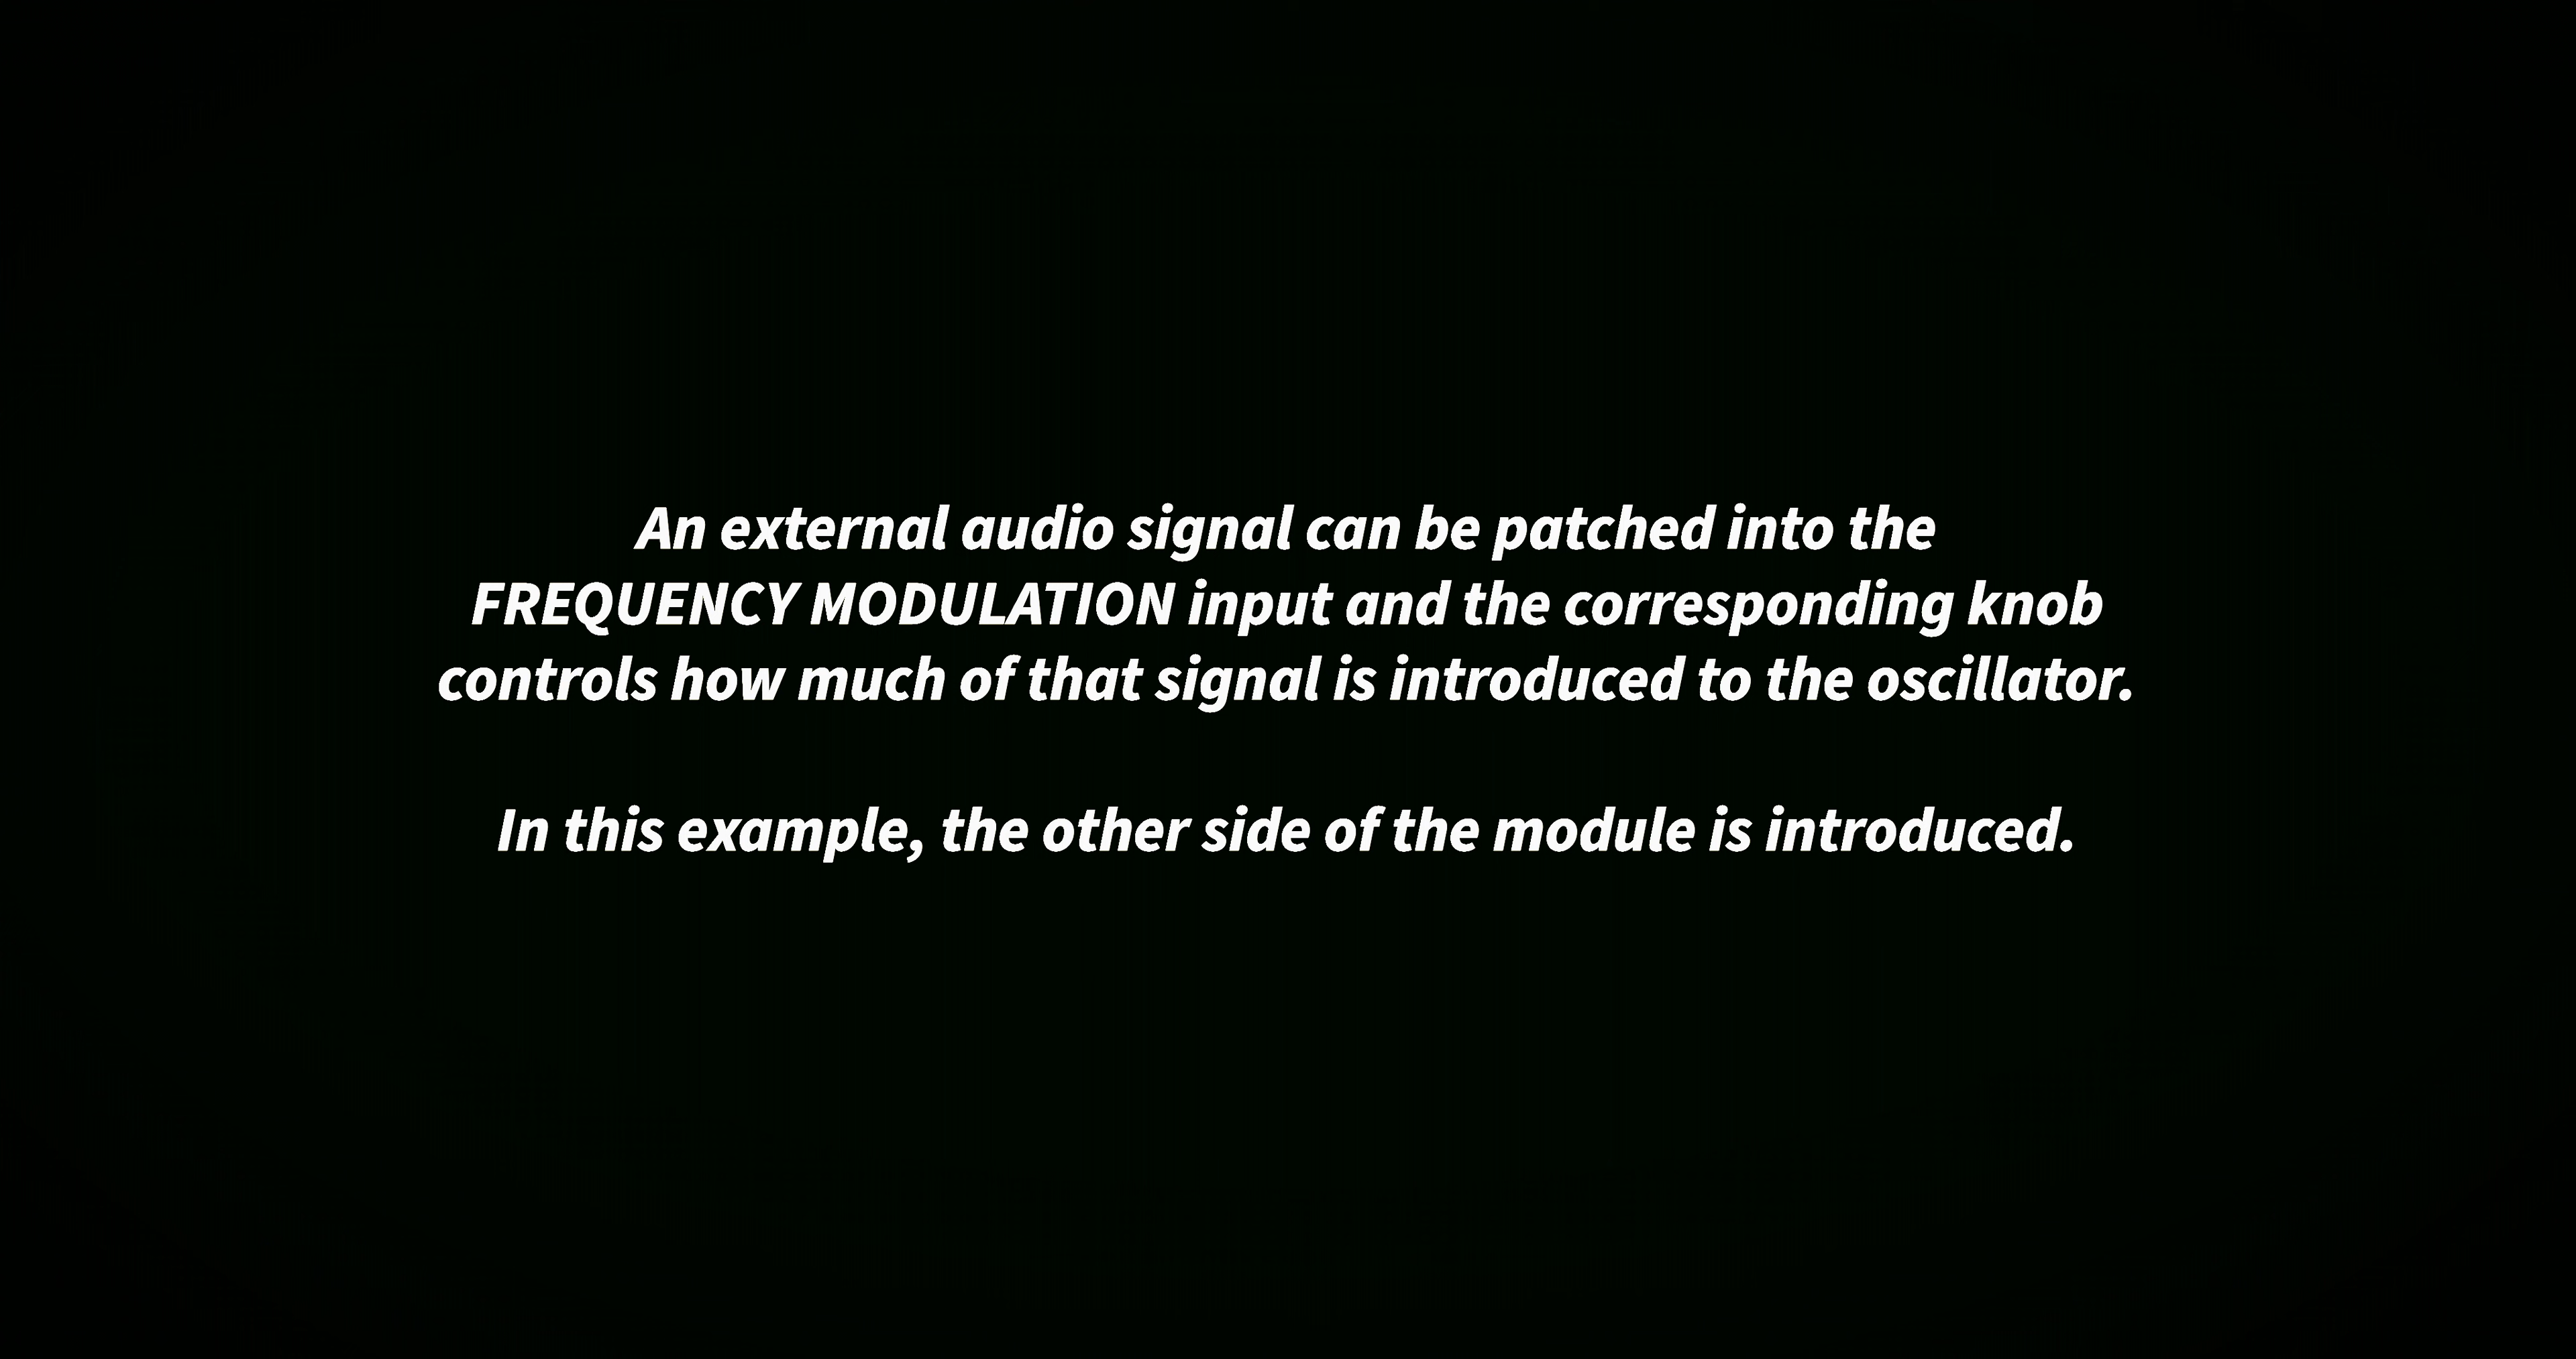 An external audio signal can be patched into the
FREQUENCY MODULATION input and the corresponding knob
controls how much of that signal is introduced to the oscillator.
In this example, the other side of the module is introduced.